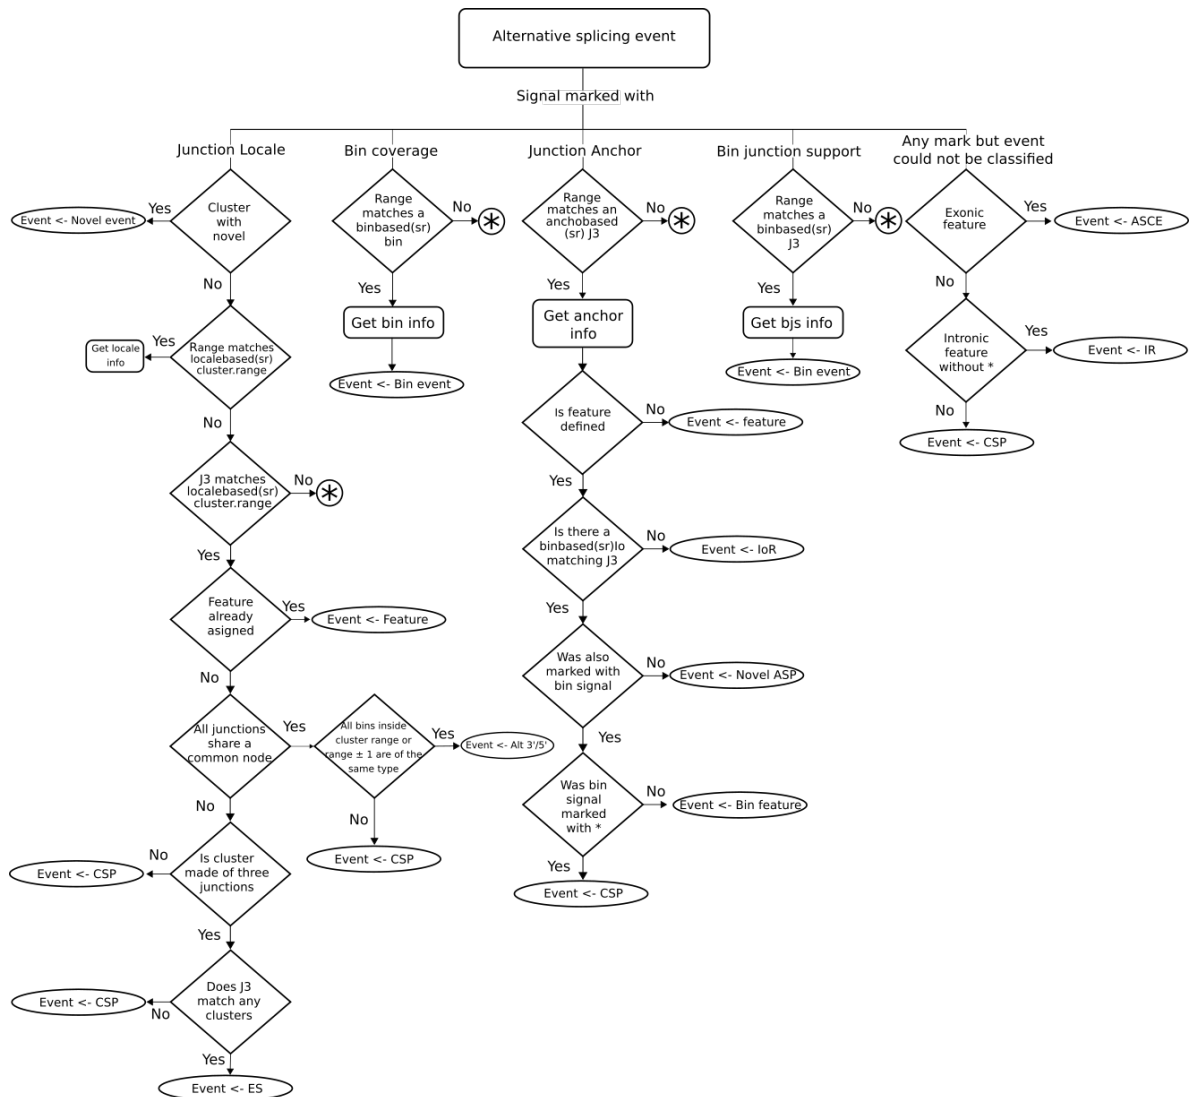 Alternative splicing event
Signal marked with
Junction Locale
Bin coverage
Junction Anchor
Bin junction support
Any mark but event
could not be classified
Cluster
with
novel
Yes
Event <- Novel event
No
Range matches
localebased(sr)
cluster.range
Yes
Get locale
info
No
J3 matches
localebased(sr)
cluster.range
No
*
Yes
Feature
already
asigned
Yes
Event <- Feature
No
All junctions
share a
common node
Yes
All bins inside
cluster range or
range ± 1 are of the
same type
Yes
Event <- Alt 3'/5'
No
Event <- CSP
No
Is cluster
made of three
junctions
No
Event <- CSP
Yes
Does J3
match any
clusters
No
Event <- CSP
Yes
Event <- ES
Range
matches a
binbased(sr)
bin
No
*
Yes
Get bin info
Event <- Bin event
Range
matches an
anchobased
(sr) J3
No
*
Yes
Get anchor
info
Is feature
defined
No
Event <- feature
Yes
Is there a
binbased(sr)Io
matching J3
No
Event <- IoR
Yes
Was also
marked with
bin signal
No
Event <- Novel ASP
Yes
Was bin
signal
marked
with *
No
Event <- Bin feature
Yes
Event <- CSP
Range
matches a
binbased(sr)
J3
No
*
Yes
Get bjs info
Event <- Bin event
Exonic
feature
Yes
Event <- ASCE
No
Intronic
feature
without *
Yes
Event <- IR
No
Event <- CSP